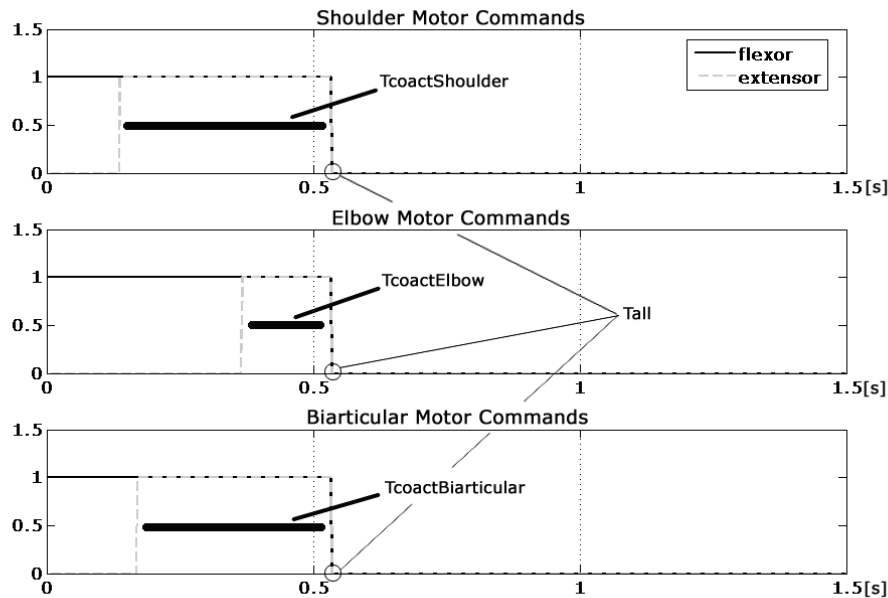 Shoulder Motor Commands
1.5
flexor
extensor
TcoactShoulder
1
0.5
0
0 0.5 1 1.5[s]
Elbow Motor Commands
1.5
TcoactElbow
1
Tall
0.5
0
0 0.5 1 1.5[s]
Biarticular Motor Commands
1.5
TcoactBiarticular
1
0.5
0
0 0.5 1 1.5[s]